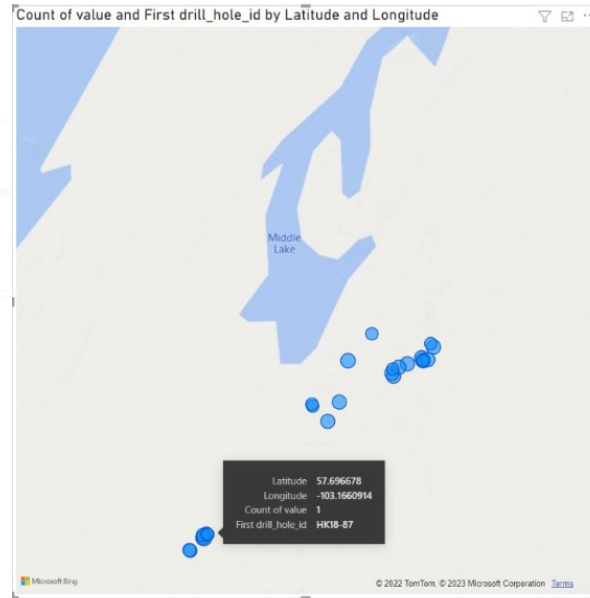 Count of value and First drill_hole_id by Latitude and Longitude
Middle
Lake
Latitude 57.696678
Longitude -103.1660914
Count of value 1
First drill_hole_id HK18-87
Microsoft Bing
© 2022 TomTom, © 2023 Microsoft Corporation Terms